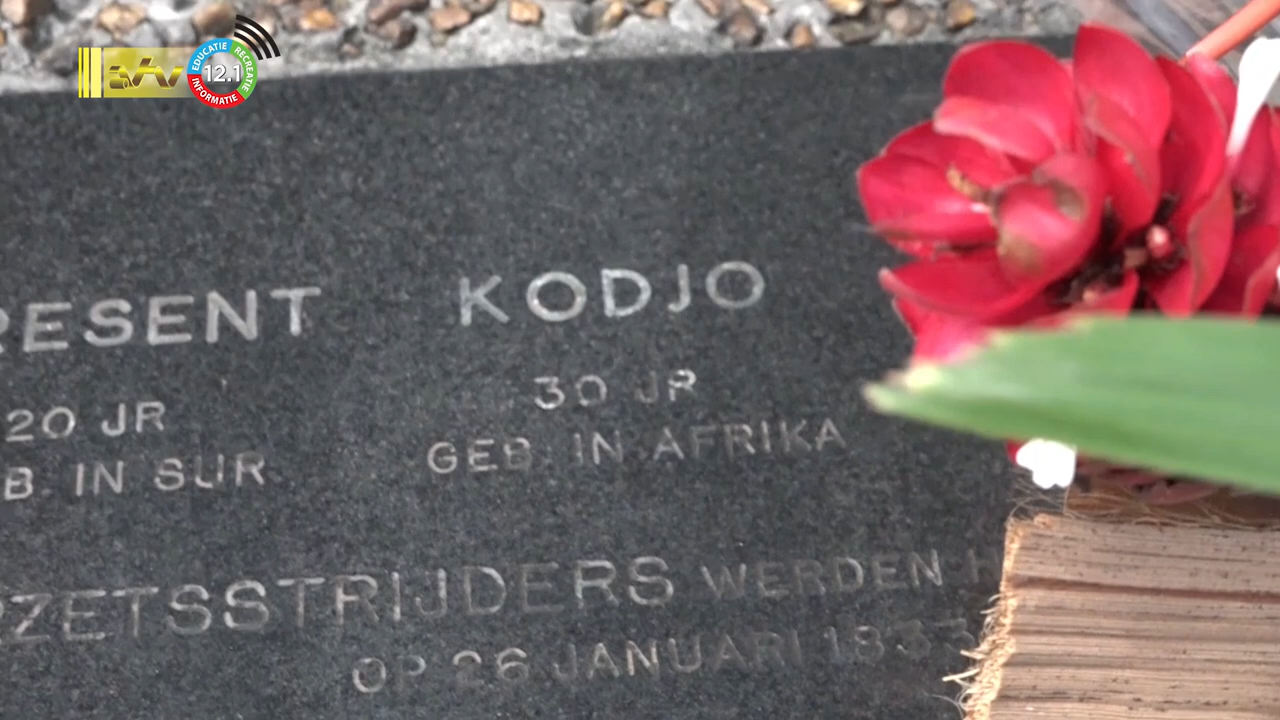 ATV
EDUCATIE
RECREATIE
INFORMATIE
12.1
RESENT KODJO
20 JR 30 JR
B. IN SUR. GEB. IN AFRIKA
RZETSSTRIJDERS WERDEN H
OP 26 JANUARI 1833